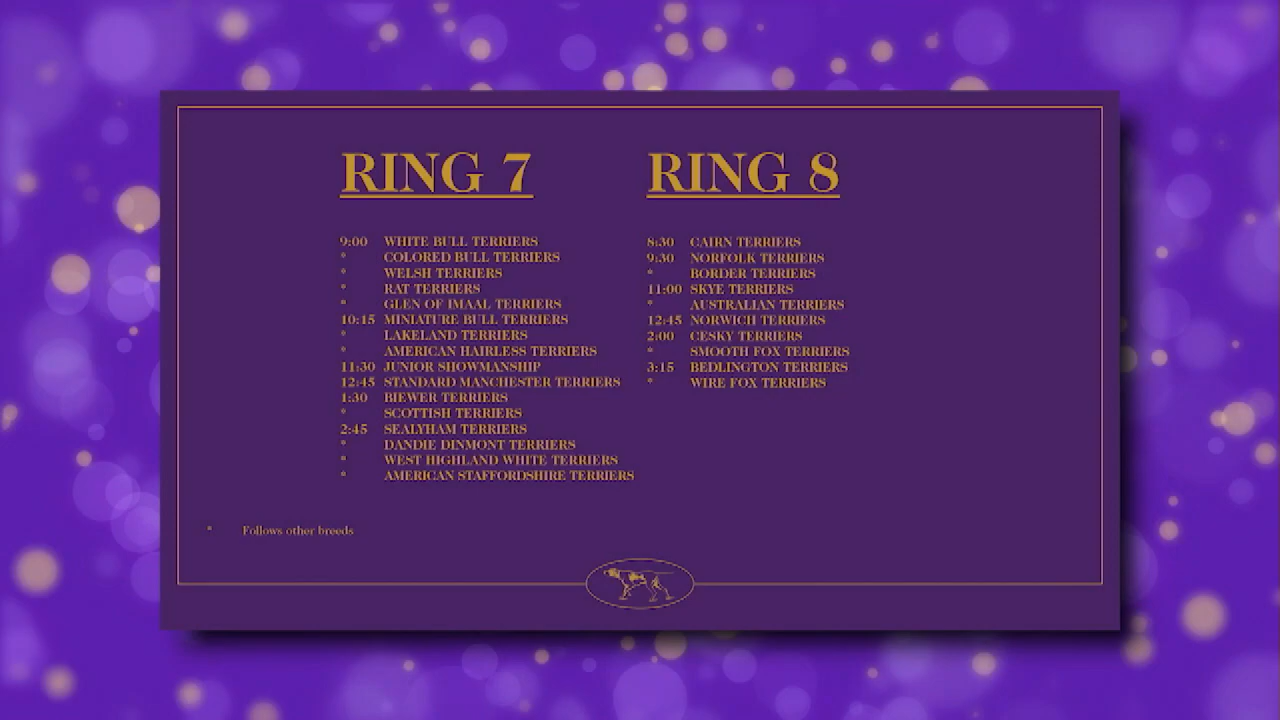 RING 7
9:00 WHITE BULL TERRIERS
* COLORED BULL TERRIERS
* WELSH TERRIERS
* RAT TERRIERS
* GLEN OF IMAAL TERRIERS
10:15 MINIATURE BULL TERRIERS
* LAKELAND TERRIERS
* AMERICAN HAIRLESS TERRIERS
11:30 JUNIOR SHOWMANSHIP
12:45 STANDARD MANCHESTER TERRIERS
1:30 BIEWER TERRIERS
* SCOTTISH TERRIERS
2:45 SEALYHAM TERRIERS
* DANDIE DINMONT TERRIERS
* WEST HIGHLAND WHITE TERRIERS
* AMERICAN STAFFORDSHIRE TERRIERS
RING 8
8:30 CAIRN TERRIERS
9:30 NORFOLK TERRIERS
* BORDER TERRIERS
11:00 SKYE TERRIERS
* AUSTRALIAN TERRIERS
12:45 NORWICH TERRIERS
2:00 CESKY TERRIERS
* SMOOTH FOX TERRIERS
3:15 BEDLINGTON TERRIERS
* WIRE FOX TERRIERS
* Follows other breeds